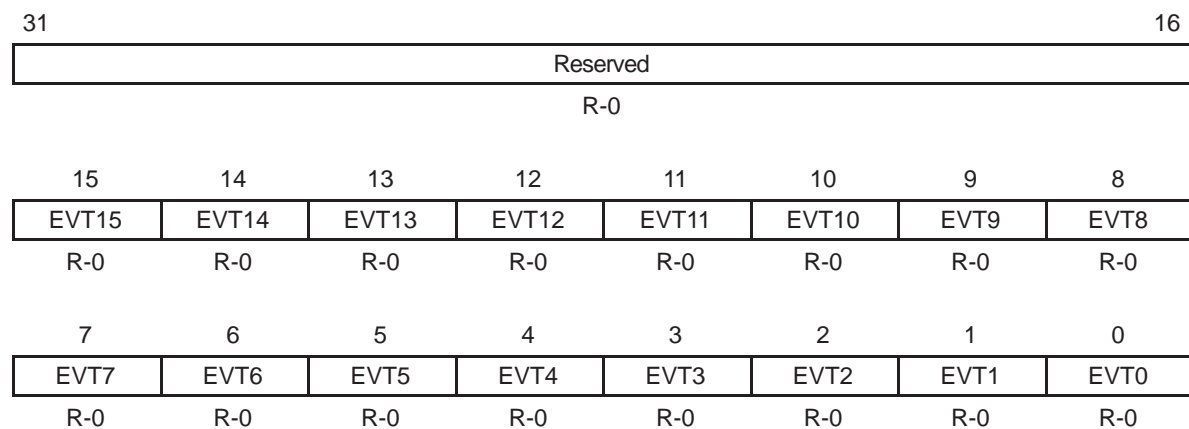 31 16
Reserved
R-0
15 14 13 12 11 10 9 8
EVT15 EVT14 EVT13 EVT12 EVT11 EVT10 EVT9 EVT8
R-0 R-0 R-0 R-0 R-0 R-0 R-0 R-0
7 6 5 4 3 2 1 0
EVT7 EVT6 EVT5 EVT4 EVT3 EVT2 EVT1 EVT0
R-0 R-0 R-0 R-0 R-0 R-0 R-0 R-0